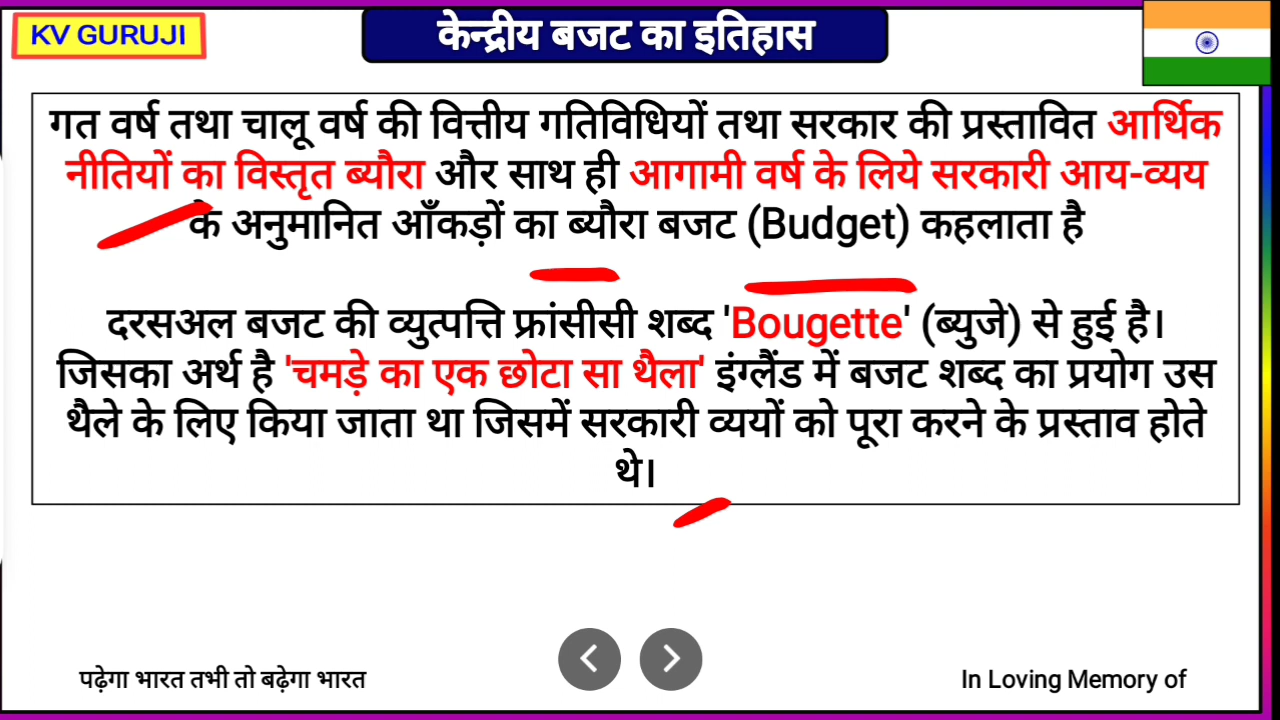 KV GURUJI
केन्द्रीय बजट का इतिहास
गत वर्ष तथा चालू वर्ष की वित्तीय गतिविधियों तथा सरकार की प्रस्तावित आर्थिक
नीतियों का विस्तृत ब्यौरा और साथ ही आगामी वर्ष के लिये सरकारी आय-व्यय
के अनुमानित आँकड़ों का ब्यौरा बजट (Budget) कहलाता है
दरसअल बजट की व्युत्पत्ति फ्रांसीसी शब्द 'Bougette' (ब्युजे) से हुई है।
जिसका अर्थ है 'चमड़े का एक छोटा सा थैला' इंग्लैंड में बजट शब्द का प्रयोग उस
थैले के लिए किया जाता था जिसमें सरकारी व्ययों को पूरा करने के प्रस्ताव होते
थे।
पढ़ेगा भारत तभी तो बढ़ेगा भारत
In Loving Memory of